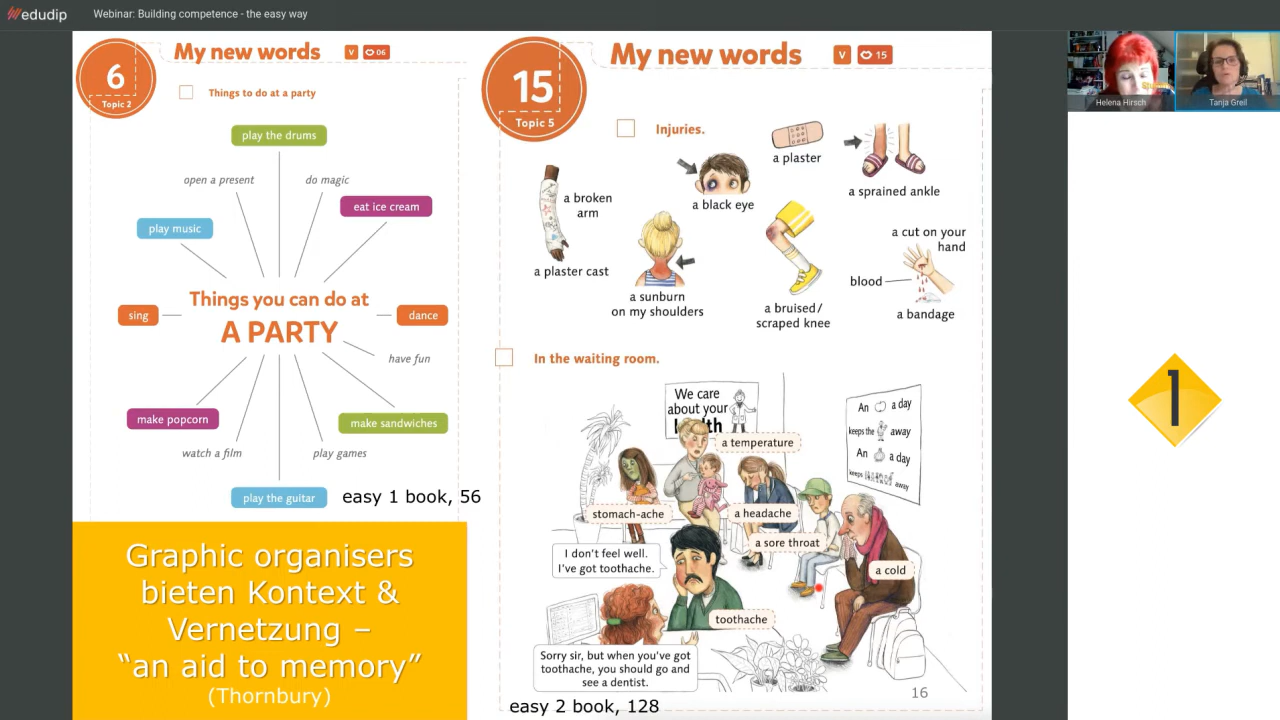 edudip
Webinar: Building competence - the easy way
6
Topic 2
My new words
V
06
Things to do at a party
play the drums
open a present
do magic
eat ice cream
play music
Things you can do at
A PARTY
sing
dance
have fun
make popcorn
make sandwiches
watch a film
play games
play the guitar
easy 1 book, 56
Graphic organisers
bieten Kontext &
Vernetzung –
“an aid to memory”
(Thornbury)
15
Topic 5
My new words
V
15
Injuries.
a plaster
a sprained ankle
a broken
arm
a black eye
a plaster cast
a sunburn
on my shoulders
a bruised/
scraped knee
a cut on your
hand
blood
a bandage
In the waiting room.
We care
about your
a temperature
An a day
keeps the away
An a day
keeps away
stomach-ache
a headache
a sore throat
a cold
I don't feel well.
I've got toothache.
toothache
Sorry sir, but when you've got
toothache, you should go and
see a dentist.
16
easy 2 book, 128
Helena Hirsch
Tanja Greil
1